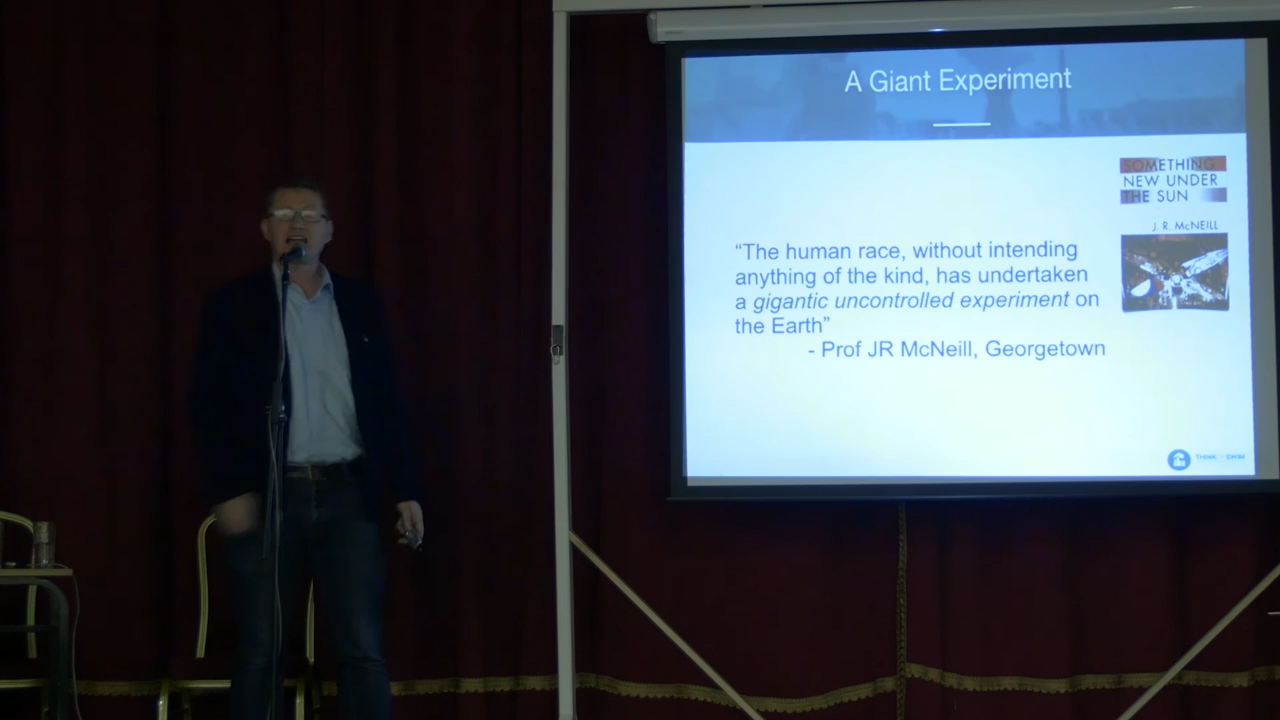 A Giant Experiment
SOMETHING
NEW UNDER
THE SUN
J. R. McNEILL
“The human race, without intending
anything of the kind, has undertaken
a gigantic uncontrolled experiment on
the Earth”
- Prof JR McNeill, Georgetown